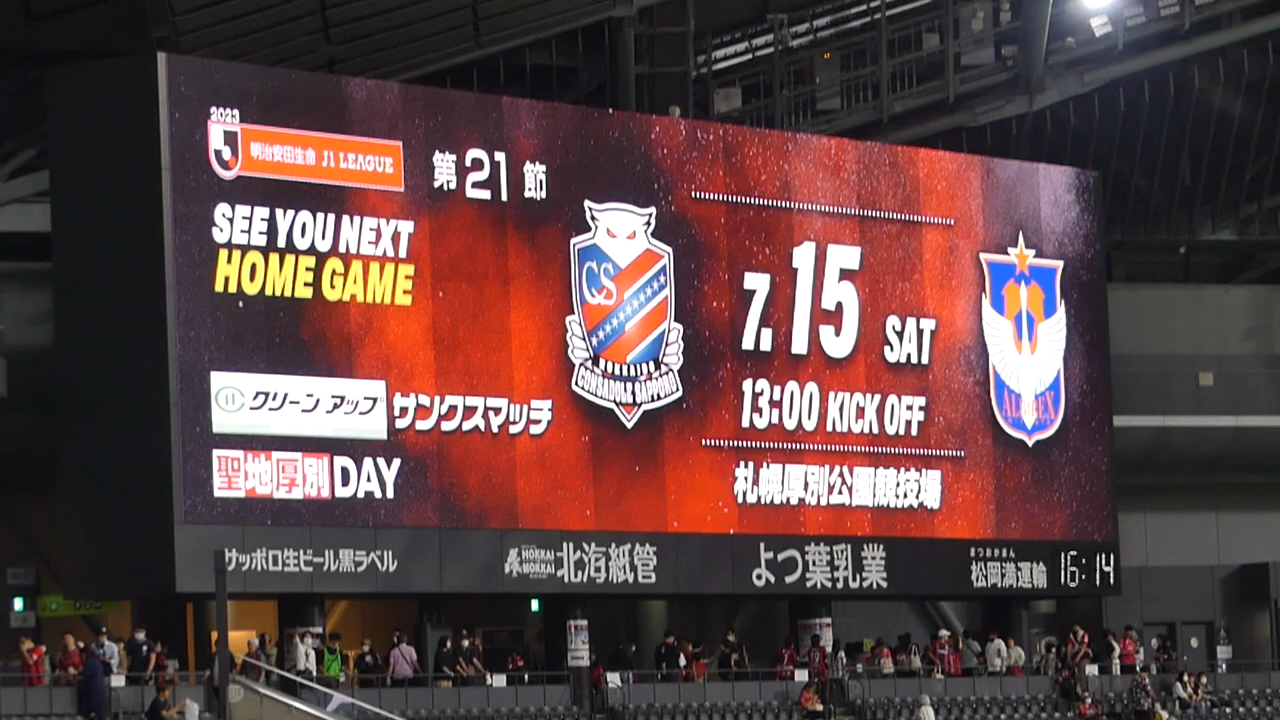 2023
明治安田生命 J1 LEAGUE
第21節
SEE YOU NEXT
HOME GAME
クリーンアップ サンクスマッチ
聖地厚別DAY
CS
HOKKAIDO
CONSADOLE SAPPORO
7.15 SAT
13:00 KICK OFF
札幌厚別公園競技場
ALBIREX
サッポロ生ビール黒ラベル
HOKKAI
HOKKAI
北海紙管
よつ葉乳業
まつおかまん
松岡満運輸
16:14